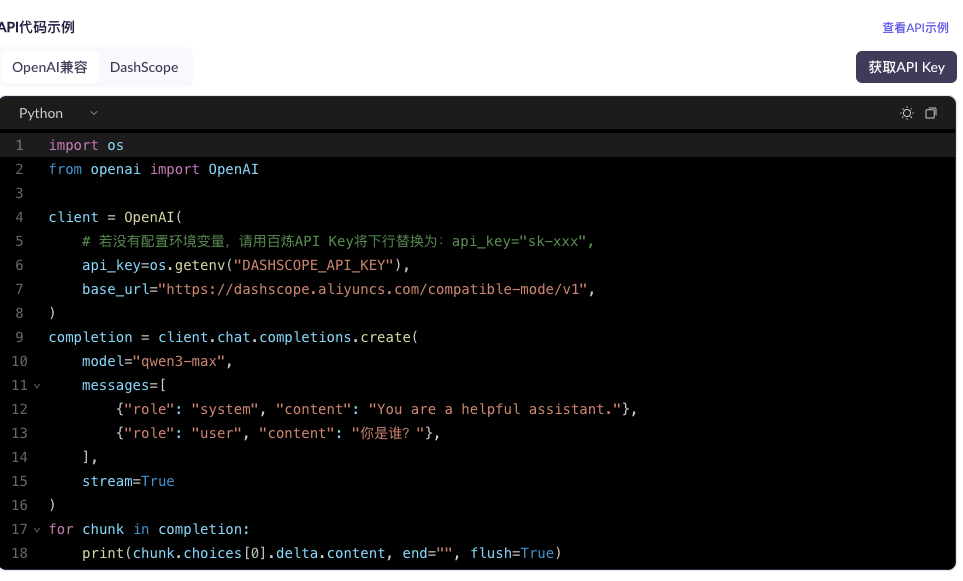 API代码示例
查看API示例
OpenAI兼容
DashScope
获取API Key
Python
1 import os
2 from openai import OpenAI
3
4 client = OpenAI(
5     # 若没有配置环境变量，请用百炼API Key将下行替换为：api_key="sk-xxx",
6     api_key=os.getenv("DASHSCOPE_API_KEY"),
7     base_url="https://dashscope.aliyuncs.com/compatible-mode/v1",
8 )
9 completion = client.chat.completions.create(
10     model="qwen3-max",
11     messages=[
12         {"role": "system", "content": "You are a helpful assistant."},
13         {"role": "user", "content": "你是谁？"},
14     ],
15     stream=True
16 )
17 for chunk in completion:
18     print(chunk.choices[0].delta.content, end="", flush=True)